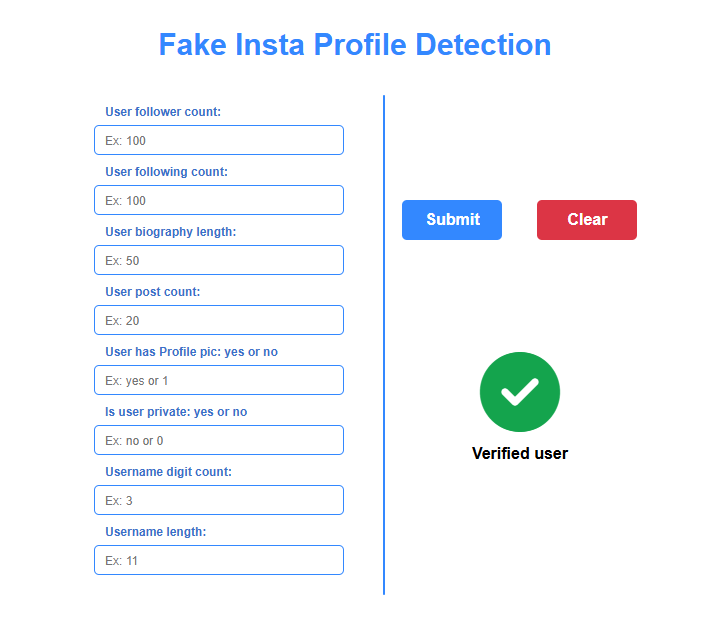 Fake Insta Profile Detection
User follower count:
Ex: 100
User following count:
Ex: 100
User biography length:
Ex: 50
User post count:
Ex: 20
User has Profile pic: yes or no
Ex: yes or 1
Is user private: yes or no
Ex: no or 0
Username digit count:
Ex: 3
Username length:
Ex: 11
Submit
Clear
Verified user